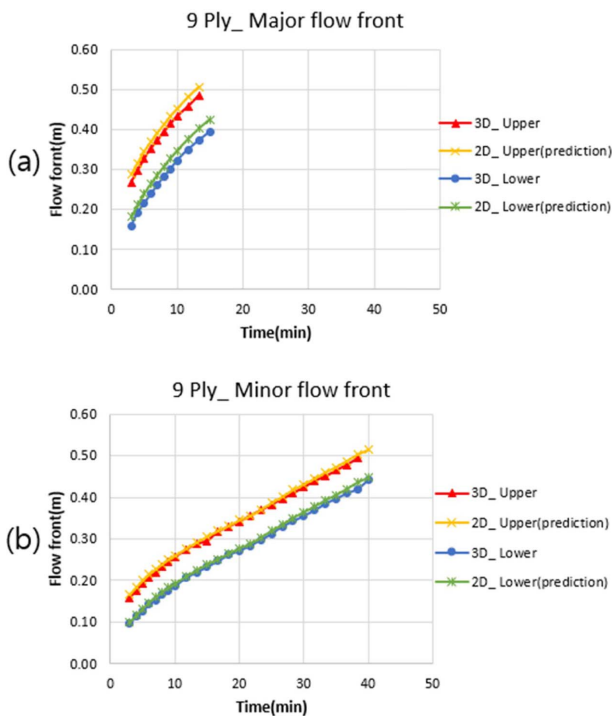 9 Ply_ Major flow front
(a)
Flow fornt(m)
0.60
0.50
0.40
0.30
0.20
0.10
0.00
0 10 20 30 40 50
Time(min)
3D_ Upper
2D_ Upper(prediction)
3D_ Lower
2D_ Lower(prediction)
9 Ply_ Minor flow front
(b)
Flow front(m)
0.60
0.50
0.40
0.30
0.20
0.10
0.00
0 10 20 30 40 50
Time(min)
3D_ Upper
2D_ Upper(prediction)
3D_ Lower
2D_ Lower(prediction)